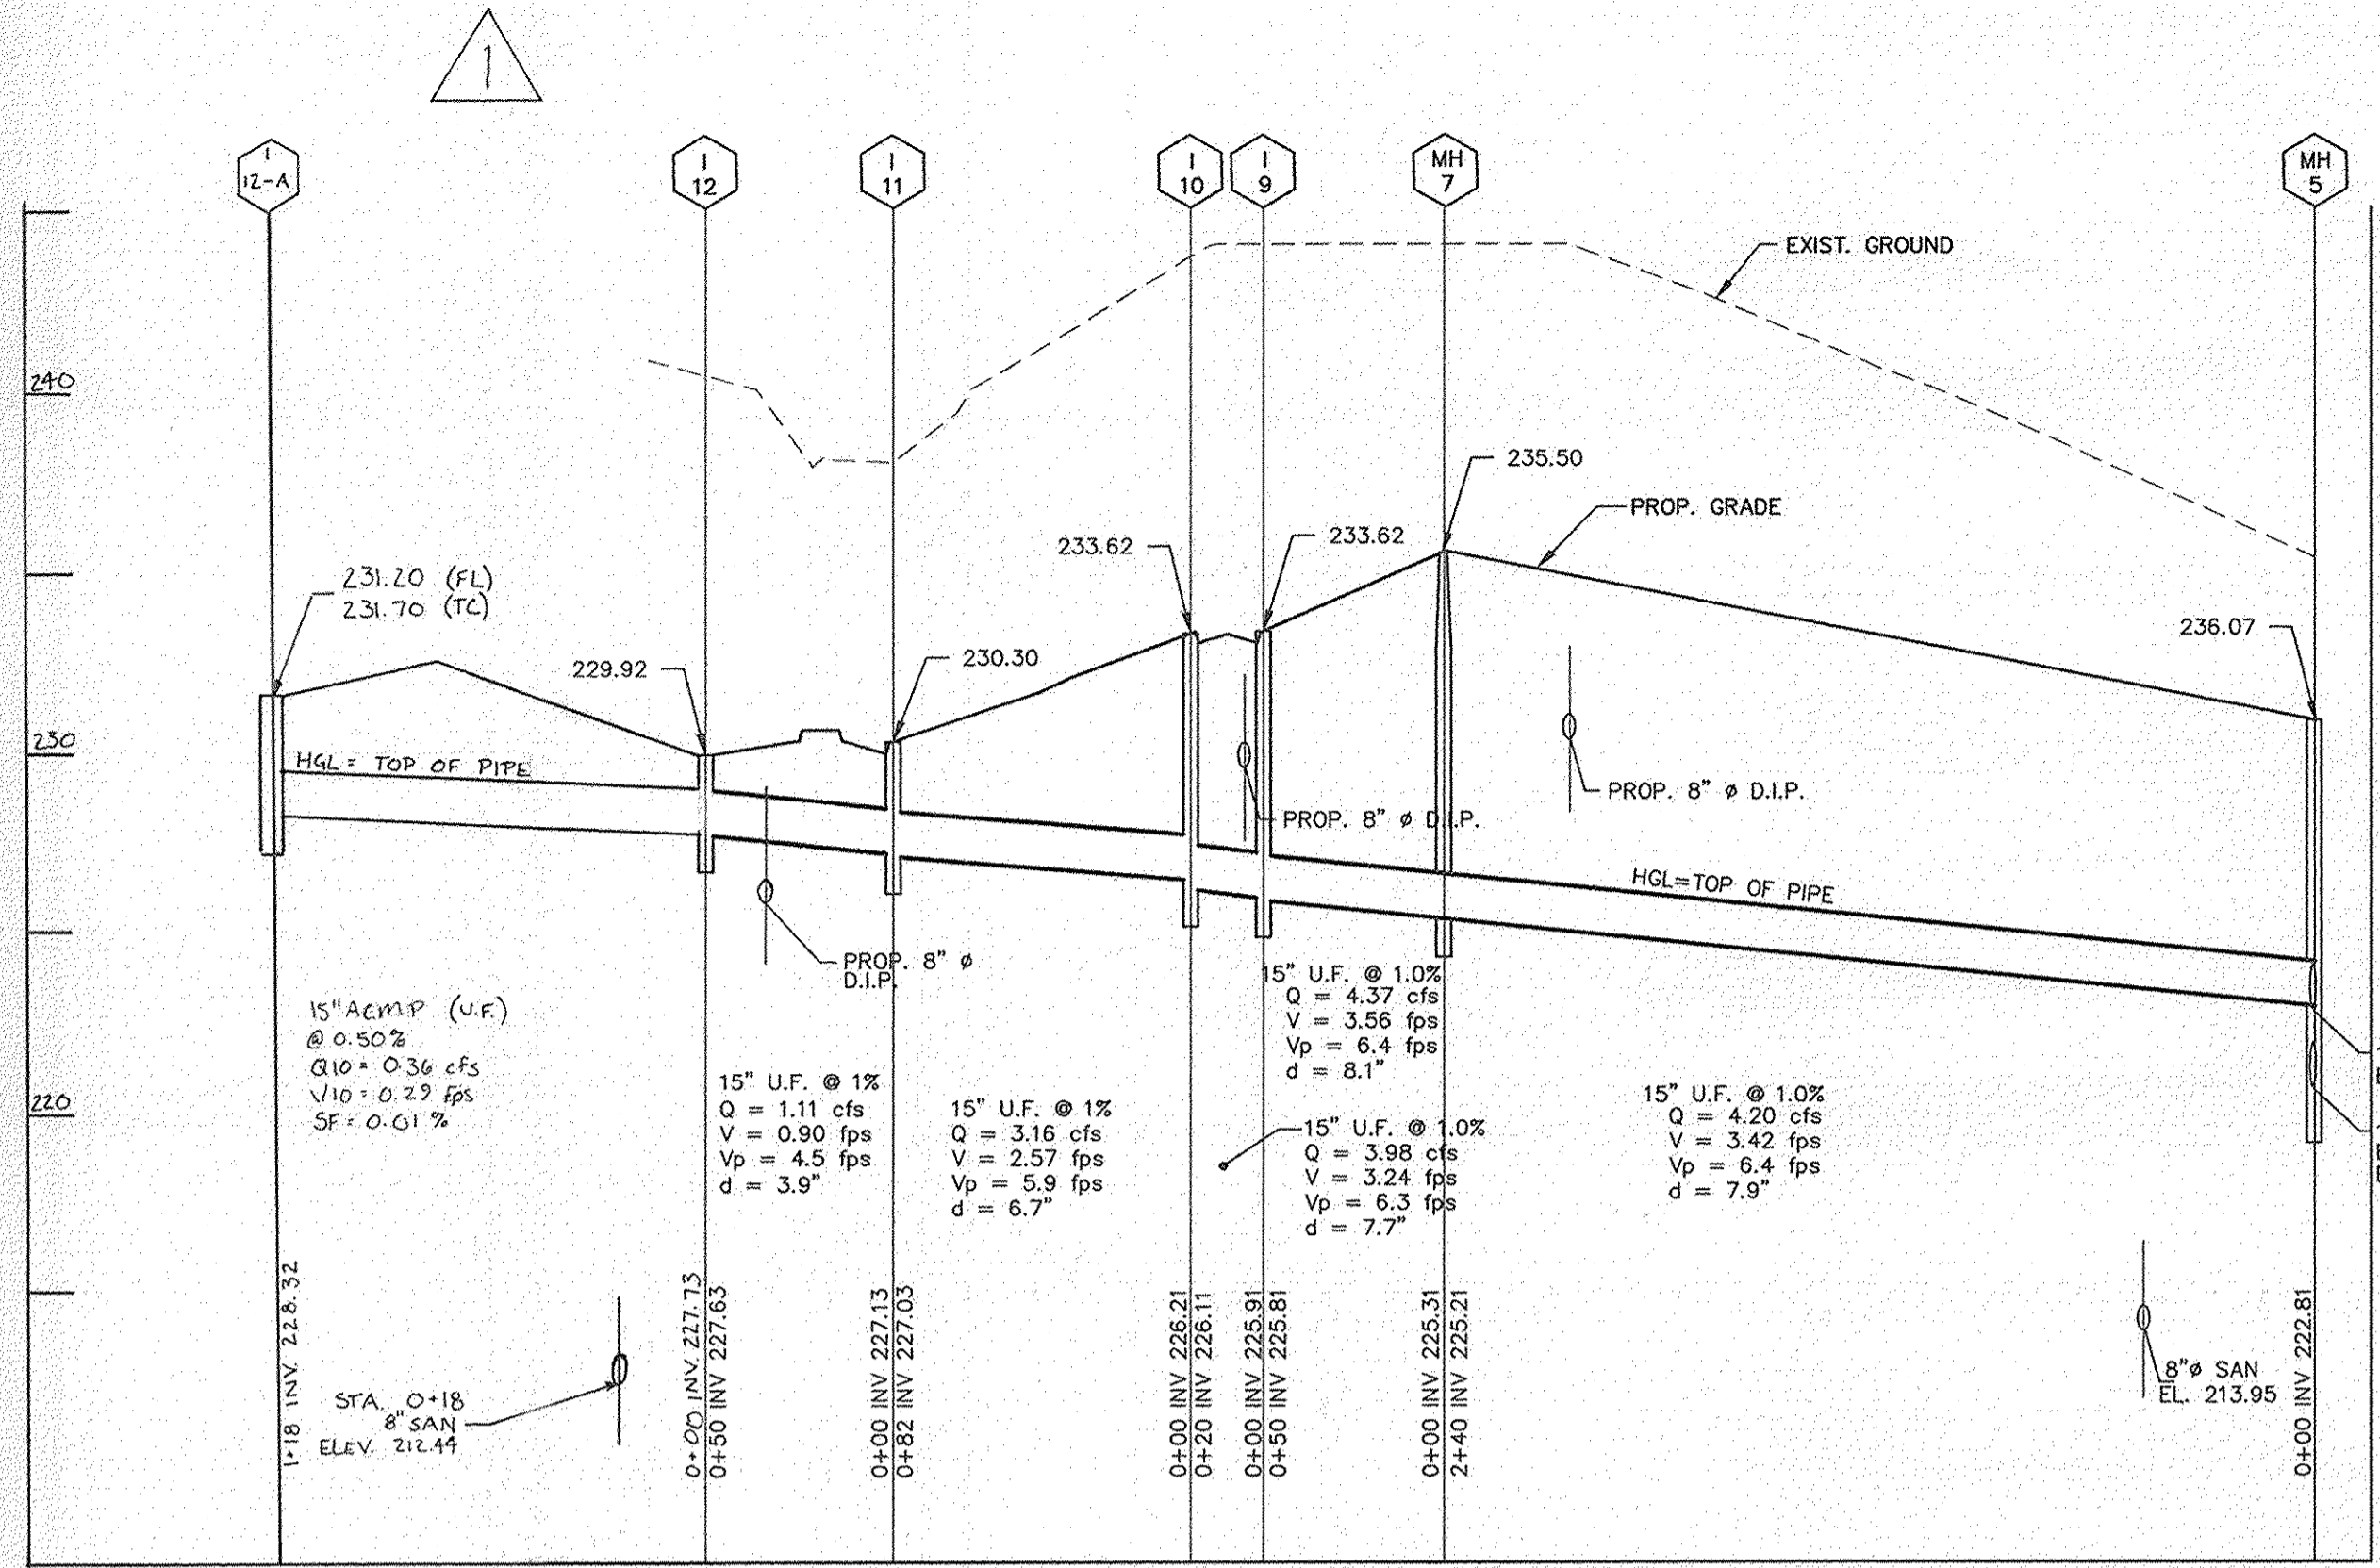 1
1
12-A
1
12
1
11
1
10
1
9
MH
7
MH
5
EXIST. GROUND
240
235.50
PROP. GRADE
233.62
233.62
231.20 (FL)
231.70 (TC)
236.07
229.92
230.30
230
HGL = TOP OF PIPE
PROP. 8" ø D.I.P.
PROP. 8" ø D.I.P.
HGL=TOP OF PIPE
PROP. 8" ø
D.I.P.
15" ACMP (U.F.)
@ 0.50%
Q10 = 0.36 cfs
V10 = 0.29 fps
SF = 0.01 %
220
15" U.F. @ 1%
Q = 1.11 cfs
V = 0.90 fps
Vp = 4.5 fps
d = 3.9"
15" U.F. @ 1%
Q = 3.16 cfs
V = 2.57 fps
Vp = 5.9 fps
d = 6.7"
15" U.F. @ 1.0%
Q = 4.37 cfs
V = 3.56 fps
Vp = 6.4 fps
d = 8.1"
15" U.F. @ 1.0%
Q = 3.98 cfs
V = 3.24 fps
Vp = 6.3 fps
d = 7.7"
15" U.F. @ 1.0%
Q = 4.20 cfs
V = 3.42 fps
Vp = 6.4 fps
d = 7.9"
1+18 INV. 228.32
STA. 0+18
8" SAN
ELEV. 212.44
0+00 INV. 227.73
0+50 INV 227.63
0+00 INV 227.13
0+82 INV 227.03
0+00 INV 226.21
0+20 INV 226.11
0+00 INV 225.91
0+50 INV 225.81
0+00 INV 225.31
2+40 INV 225.21
8"ø SAN
EL. 213.95
0+00 INV 222.81